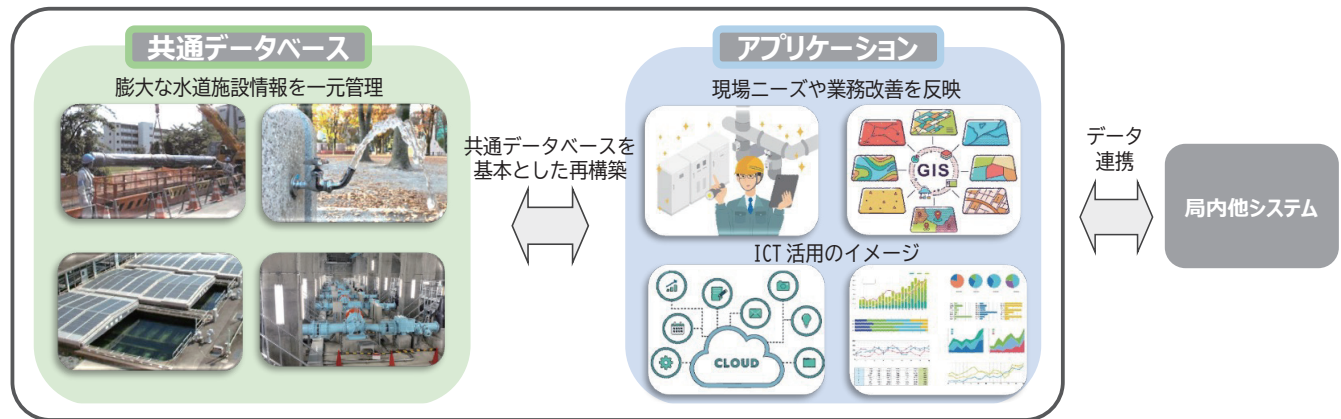 共通データベース
膨大な水道施設情報を一元管理
共通データベースを
基本とした再構築
アプリケーション
現場ニーズや業務改善を反映
GIS
ICT 活用のイメージ
CLOUD
データ
連携
局内他システム